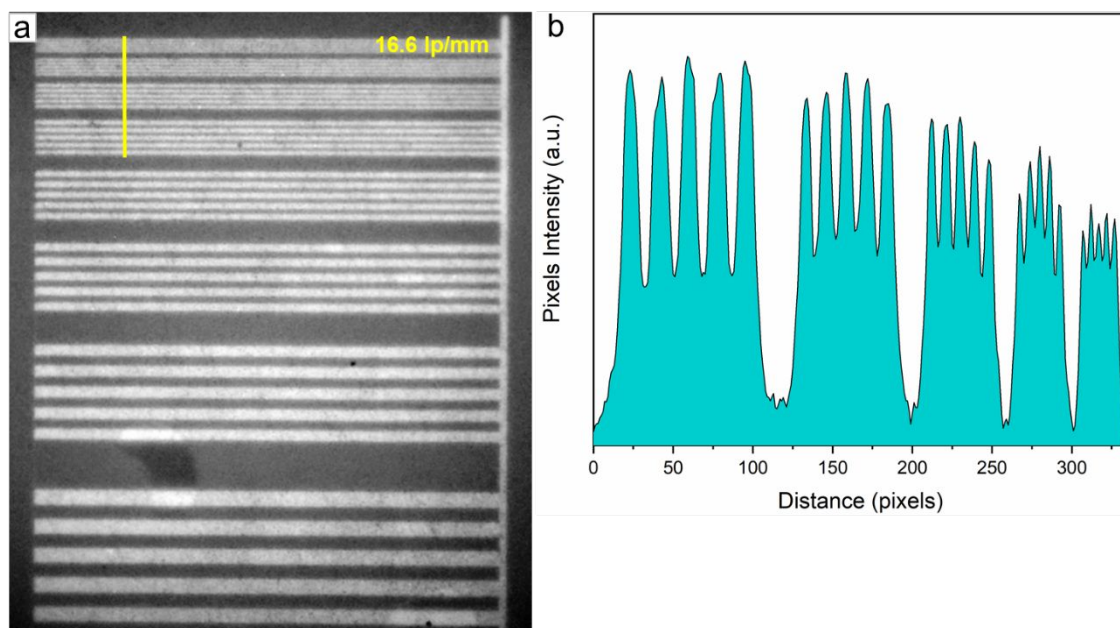 a
16.6 lp/mm
b
Pixels Intensity (a.u.)
0 50 100 150 200 250 300
Distance (pixels)